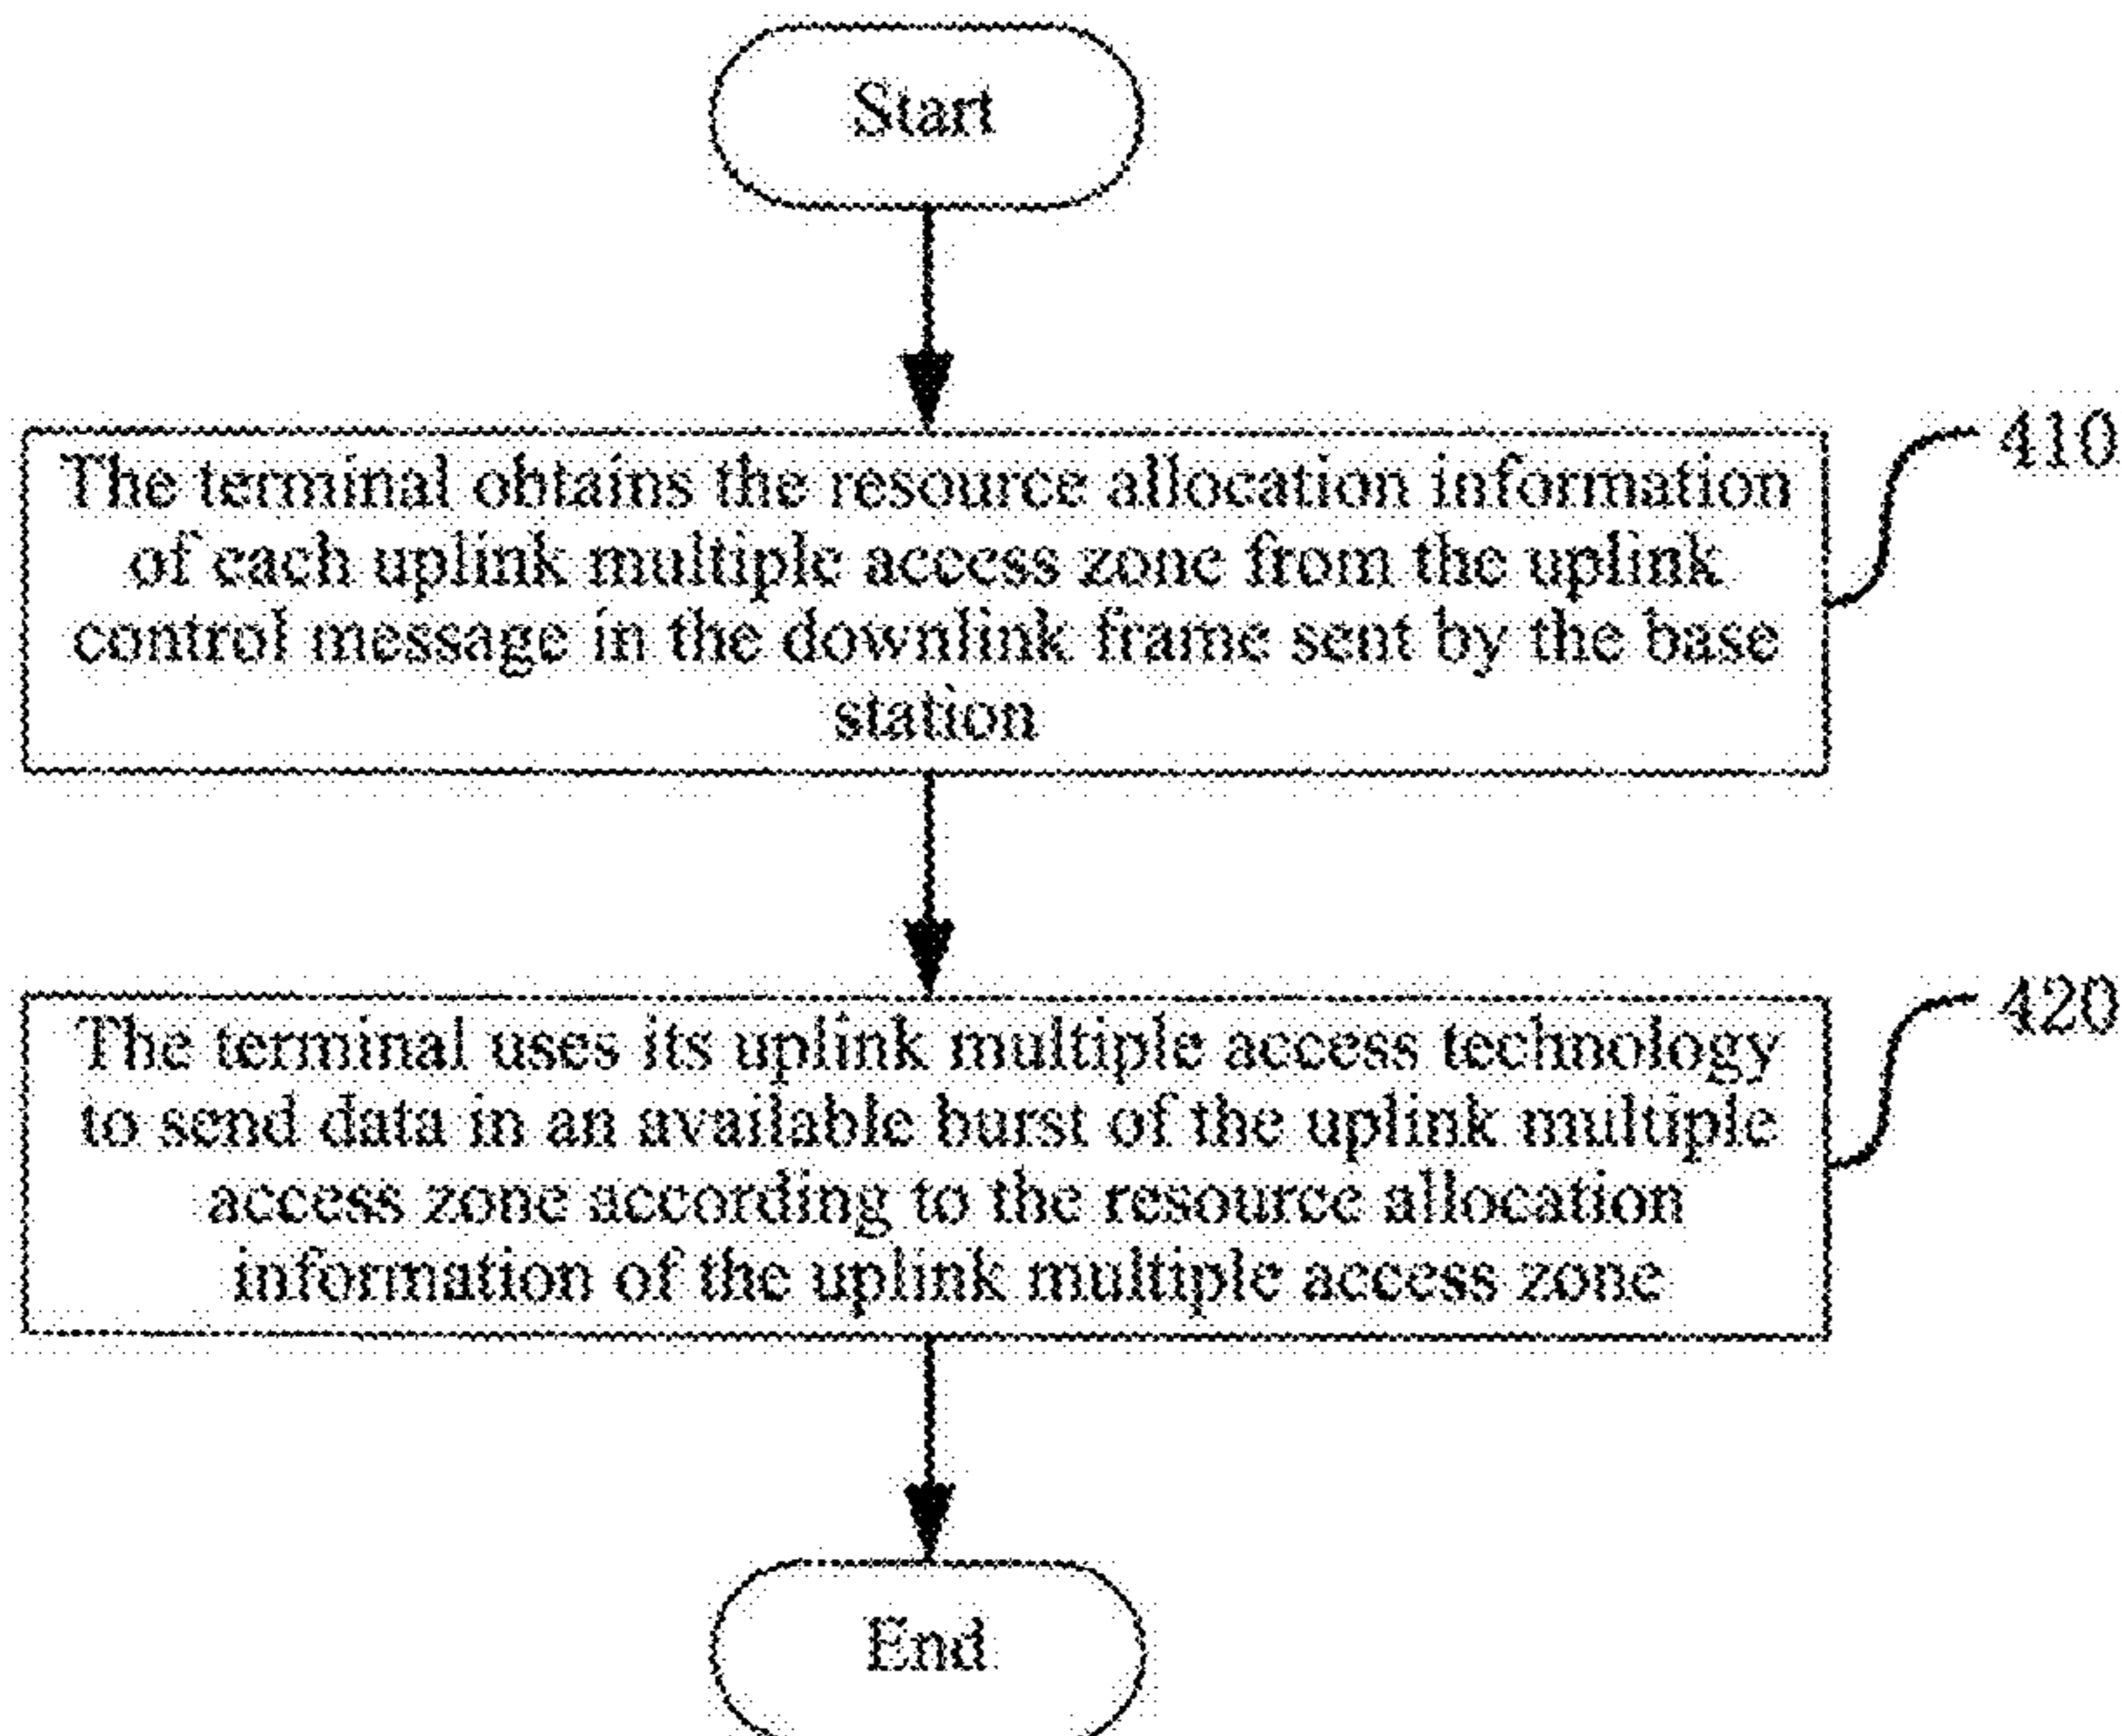 Start
410
The terminal obtains the resource allocation information
of each uplink multiple access zone from the uplink
control message in the downlink frame sent by the base
station
420
The terminal uses its uplink multiple access technology
to send data in an available burst of the uplink multiple
access zone according to the resource allocation
information of the uplink multiple access zone
End